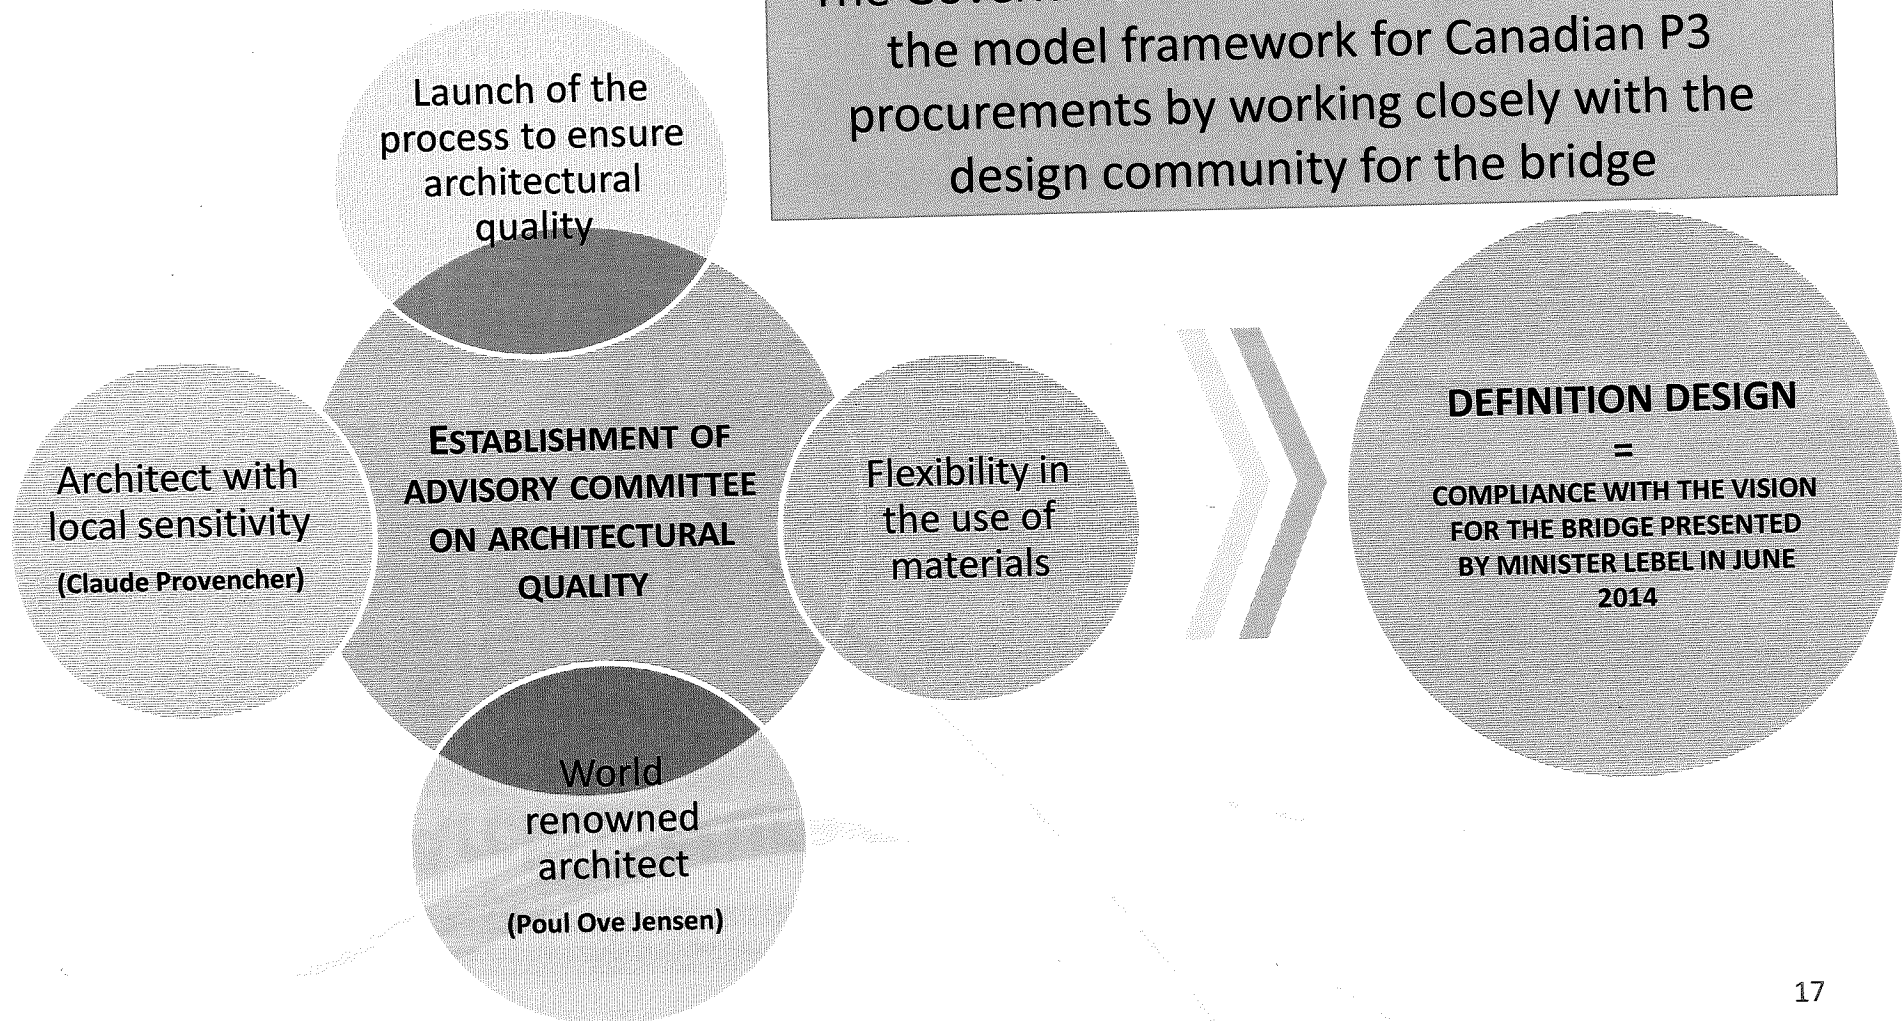 the model framework for Canadian P3
procurements by working closely with the
design community for the bridge
Launch of the
process to ensure
architectural
quality
Architect with
local sensitivity
(Claude Provencher)
ESTABLISHMENT OF
ADVISORY COMMITTEE
ON ARCHITECTURAL
QUALITY
Flexibility in
the use of
materials
World
renowned
architect
(Poul Ove Jensen)
DEFINITION DESIGN
=
COMPLIANCE WITH THE VISION
FOR THE BRIDGE PRESENTED
BY MINISTER LEBEL IN JUNE
2014
17